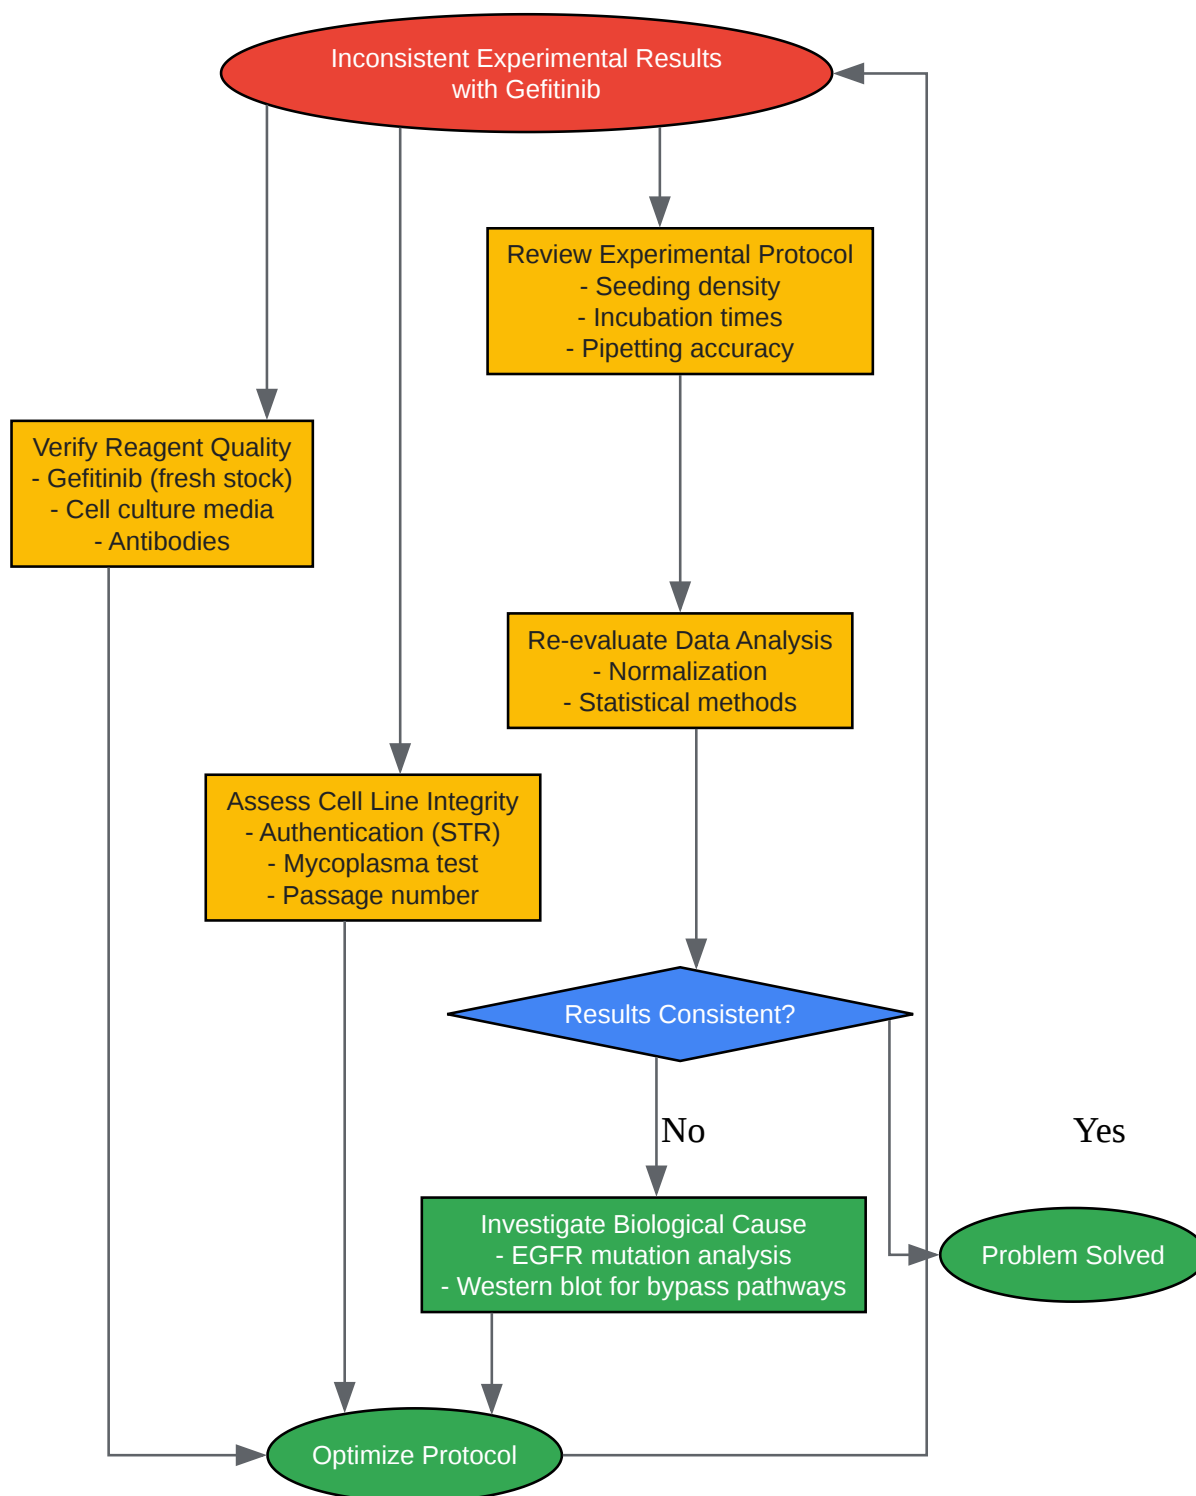 Inconsistent Experimental Results
with Gefitinib
Review Experimental Protocol
- Seeding density
- Incubation times
- Pipetting accuracy
Verify Reagent Quality
- Gefitinib (fresh stock)
- Cell culture media
- Antibodies
Re-evaluate Data Analysis
- Normalization
- Statistical methods
Assess Cell Line Integrity
- Authentication (STR)
- Mycoplasma test
- Passage number
Results Consistent?
No
Yes
Investigate Biological Cause
- EGFR mutation analysis
- Western blot for bypass pathways
Problem Solved
Optimize Protocol